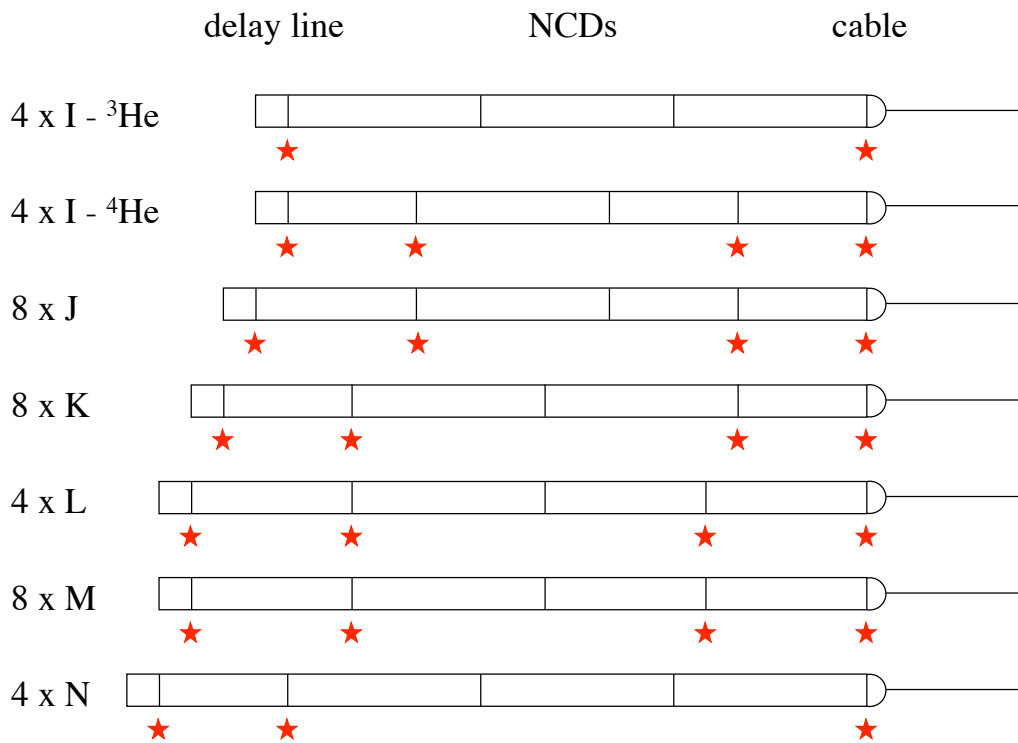 delay line NCDs cable
4 x I - ³He
4 x I - ⁴He
8 x J
8 x K
4 x L
8 x M
4 x N